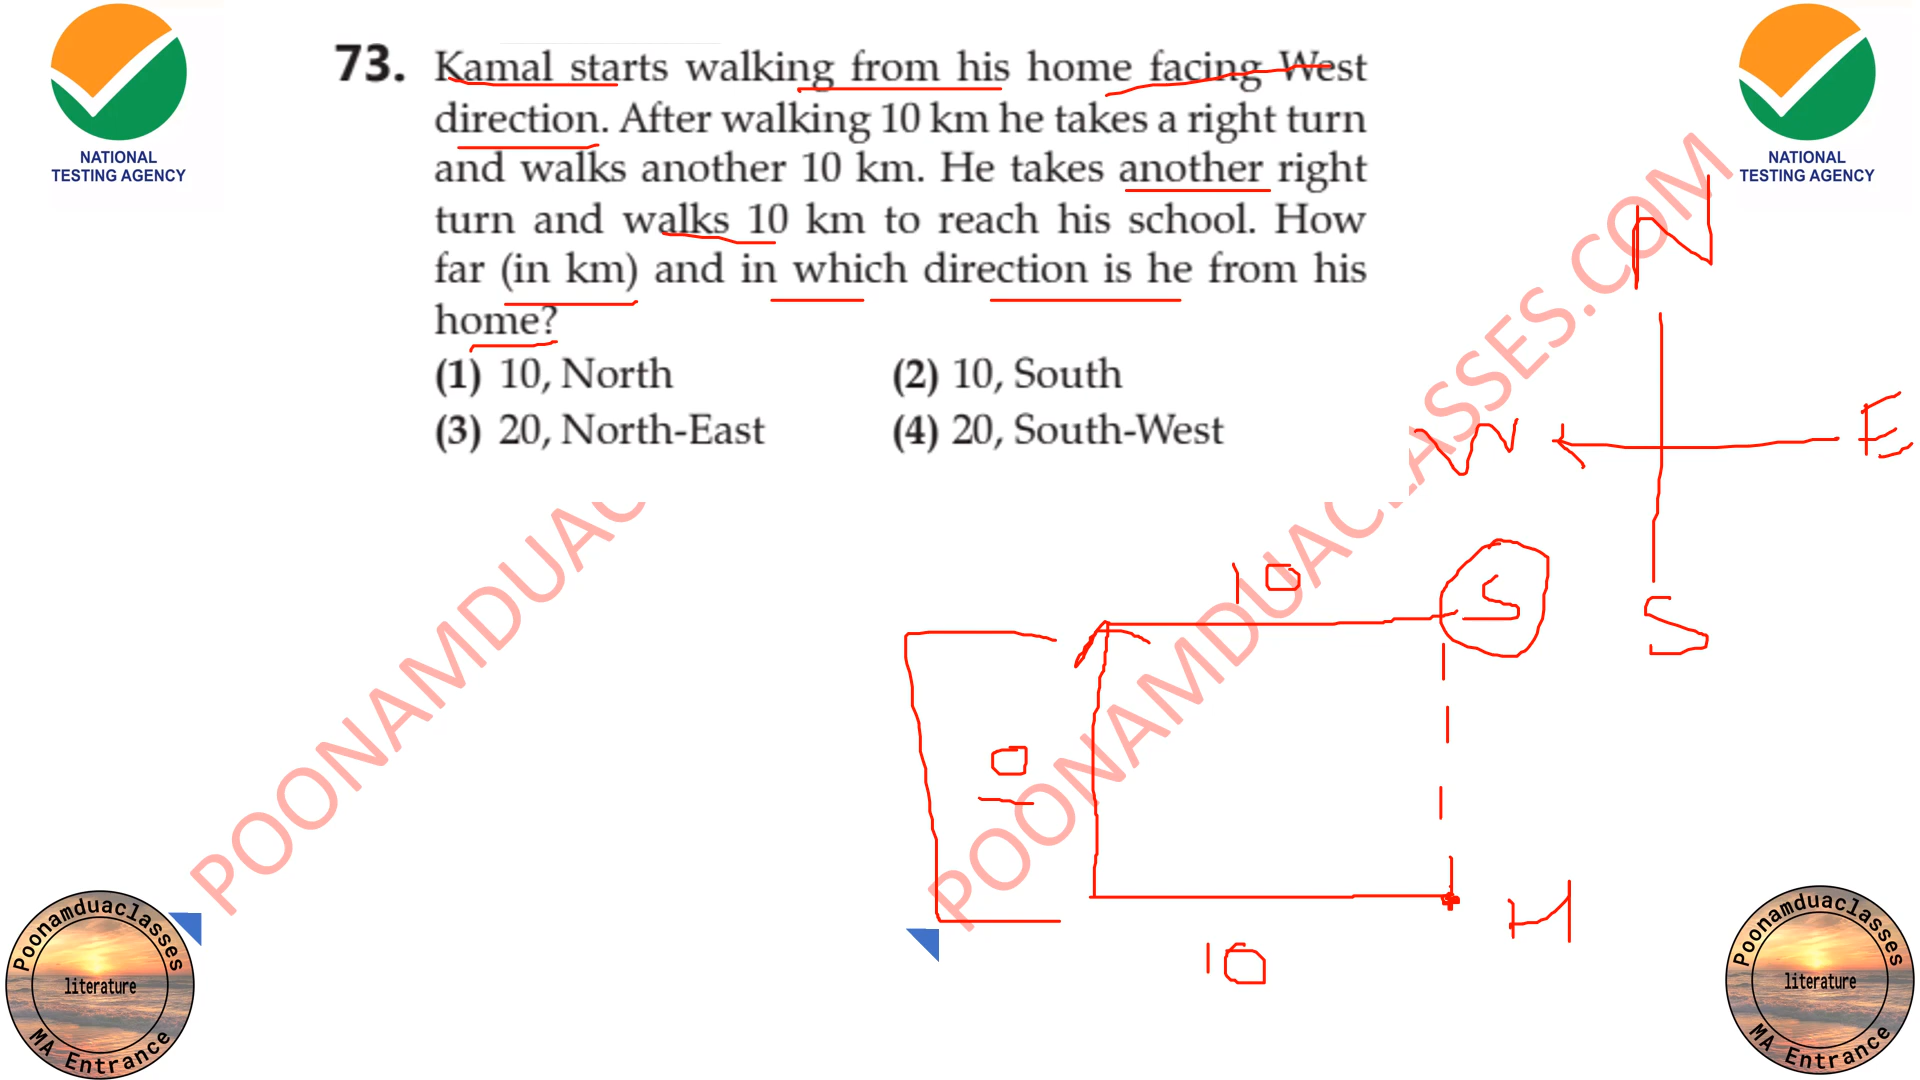 NATIONAL
TESTING AGENCY
73. Kamal starts walking from his home facing West
direction. After walking 10 km he takes a right turn
and walks another 10 km. He takes another right
turn and walks 10 km to reach his school. How
far (in km) and in which direction is he from his
home?
(1) 10, North (2) 10, South
(3) 20, North-East (4) 20, South-West
NATIONAL
TESTING AGENCY
N
W E
S
10 S
10
H
10
POONAMDUAC
POONAMDUACLASSES.COM
Poonamduaclasses
literature
MA Entrance
Poonamduaclasses
literature
MA Entrance